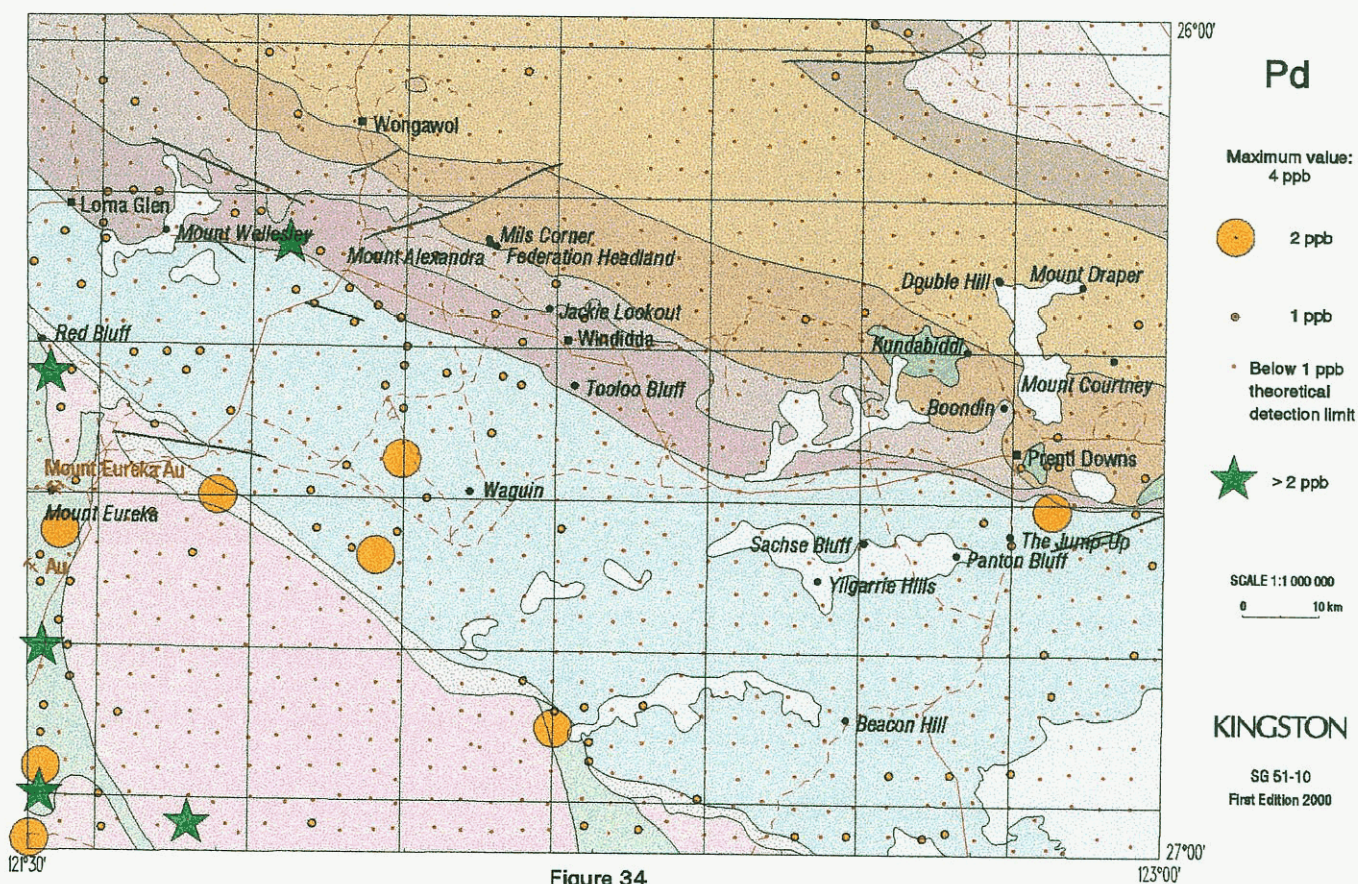 26°00'
Pd
Maximum value:
4 ppb
2 ppb
1 ppb
Below 1 ppb
theoretical
detection limit
> 2 ppb
SCALE 1:1 000 000
0 10 km
KINGSTON
SG 51-10
First Edition 2000
Wongawol
Lorna Glen
Mount Wellesley
Mils Corner
Mount Alexandra
Federation Headland
Double Hill
Mount Draper
Jackie Lookout
Red Bluff
Windidda
Kundabiddi
Mount Courtney
Tooloo Bluff
Boondin
Prenti Downs
Mount Eureka Au
Waguin
Mount Eureka
Sachse Bluff
The Jump-Up
Panton Bluff
Au
Yilgarrie Hills
Beacon Hill
27°00'
121°30'
123°00'
Figure 34